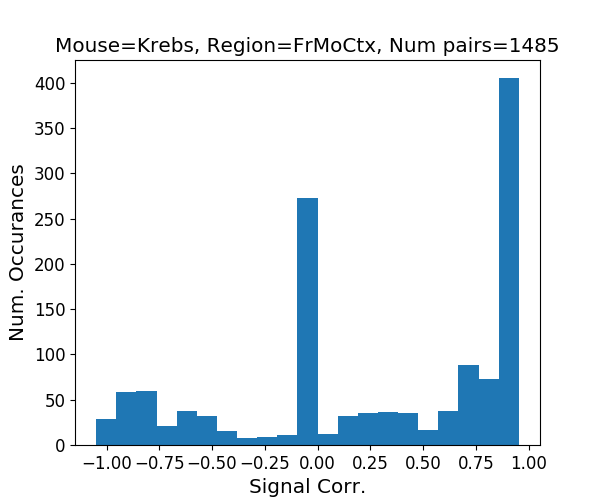 Mouse=Krebs, Region=FrMoCtx, Num pairs=1485
400
350
300
250
200
150
100
50
0
Num. Occurances
−1.00 −0.75 −0.50 −0.25 0.00 0.25 0.50 0.75 1.00
Signal Corr.